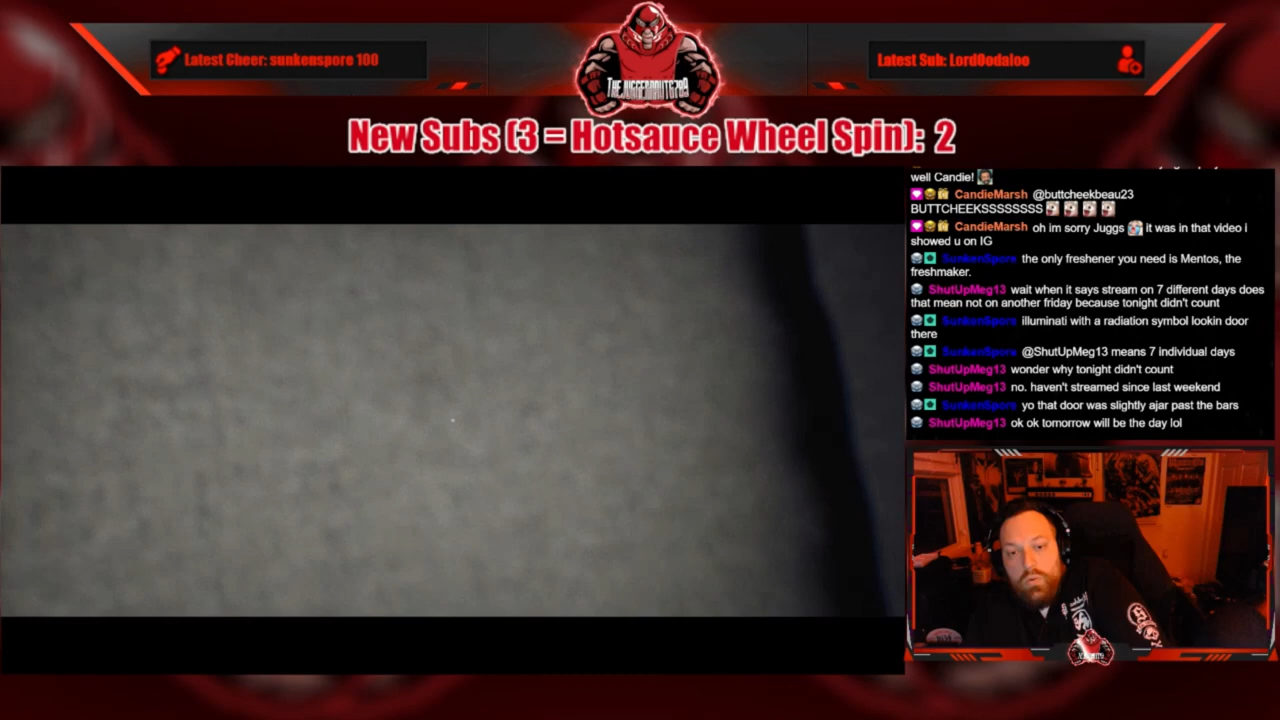 Latest Cheer: sunkenspore 100
THEJUGGERNAUT6789
Latest Sub: LordOodaloo
New Subs (3 = Hotsauce Wheel Spin): 2
well Candie!
CandieMarsh @buttcheekbeau23
BUTTCHEEKSSSSSSSS
CandieMarsh oh im sorry Juggs it was in that video i
showed u on IG
SunkenSpore the only freshener you need is Mentos, the
freshmaker.
ShutUpMeg13 wait when it says stream on 7 different days does
that mean not on another friday because tonight didn't count
SunkenSpore illuminati with a radiation symbol lookin door
there
SunkenSpore @ShutUpMeg13 means 7 individual days
ShutUpMeg13 wonder why tonight didn't count
ShutUpMeg13 no. haven't streamed since last weekend
SunkenSpore yo that door was slightly ajar past the bars
ShutUpMeg13 ok ok tomorrow will be the day lol